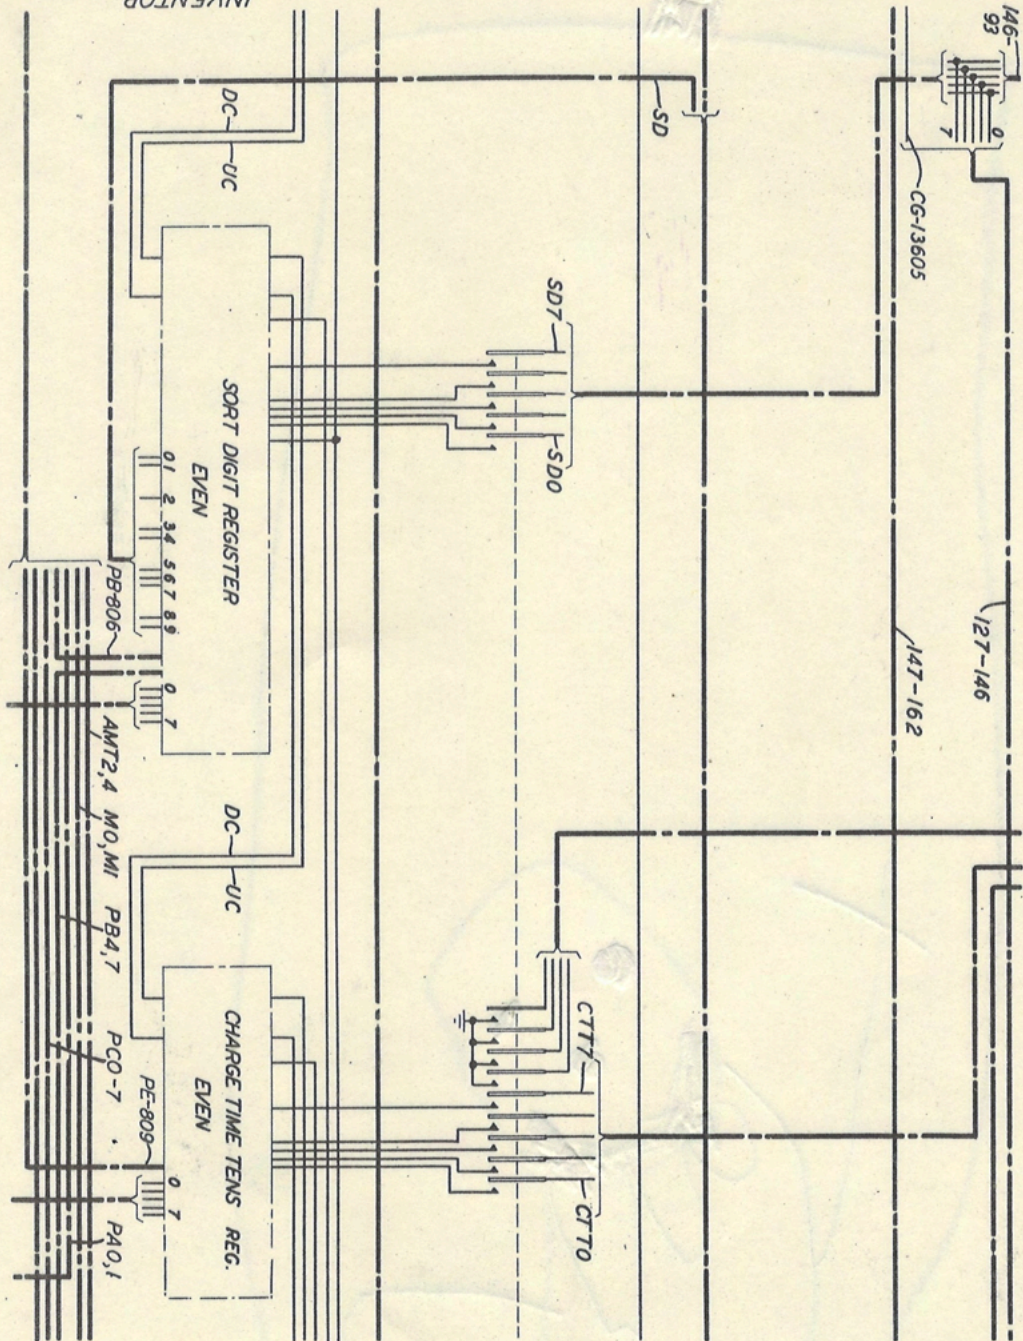 INVENTOR
146-
93
0
7
CG-13605
SD
DC
UC
127-146
147-162
SD7
SD0
SORT DIGIT REGISTER
EVEN
01 2 34 567 89
PB-806
0 7
AMT2,4 M0,M1 PB4,7 PC0-7 PA0,1
DC
UC
CTT7
CTT0
CHARGE TIME TENS REG.
EVEN
PE-809
0 7